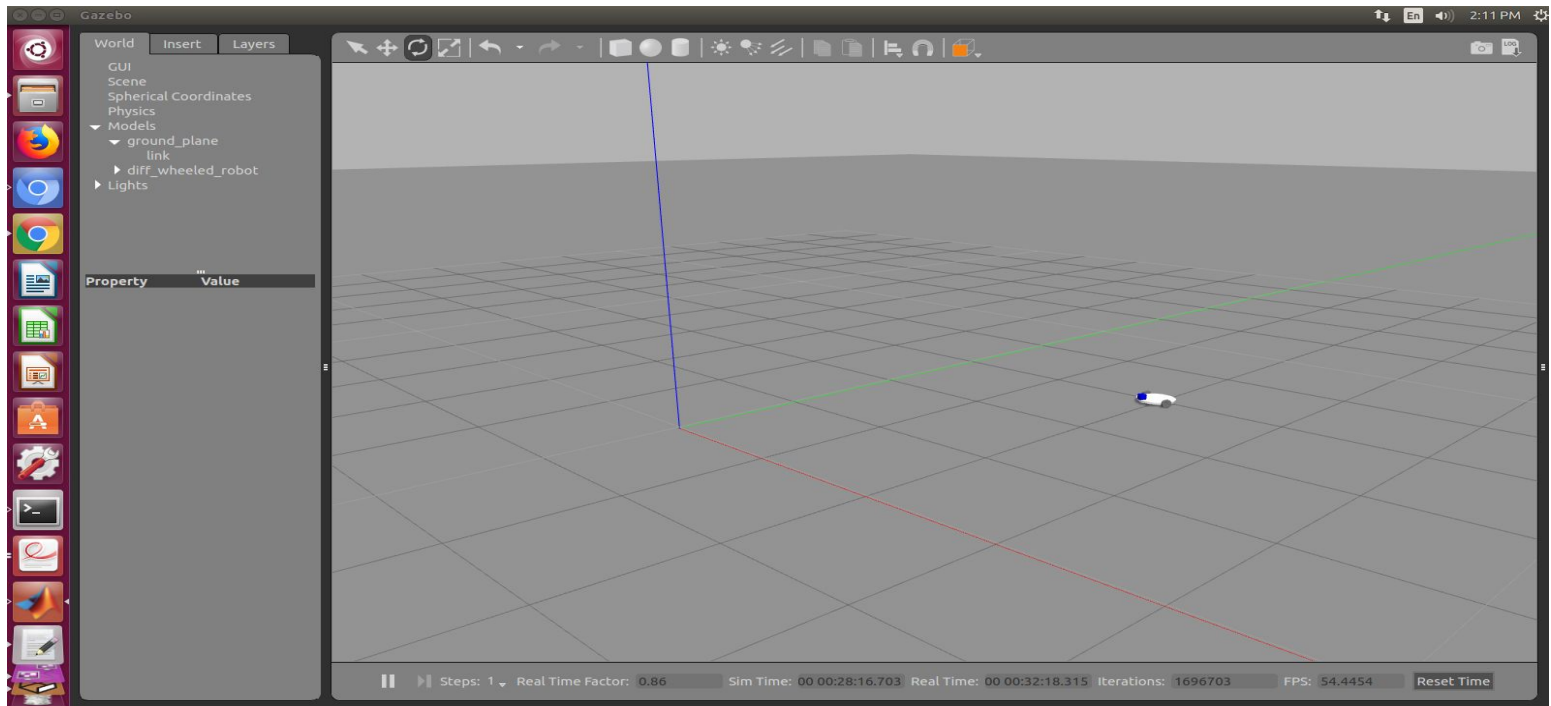 Gazebo
En 2:11 PM
World Insert Layers
GUI
Scene
Spherical Coordinates
Physics
Models
ground_plane
link
diff_wheeled_robot
Lights
Property Value
LOG
Steps: 1 Real Time Factor: 0.86 Sim Time: 00 00:28:16.703 Real Time: 00 00:32:18.315 Iterations: 1696703 FPS: 54.4454 Reset Time